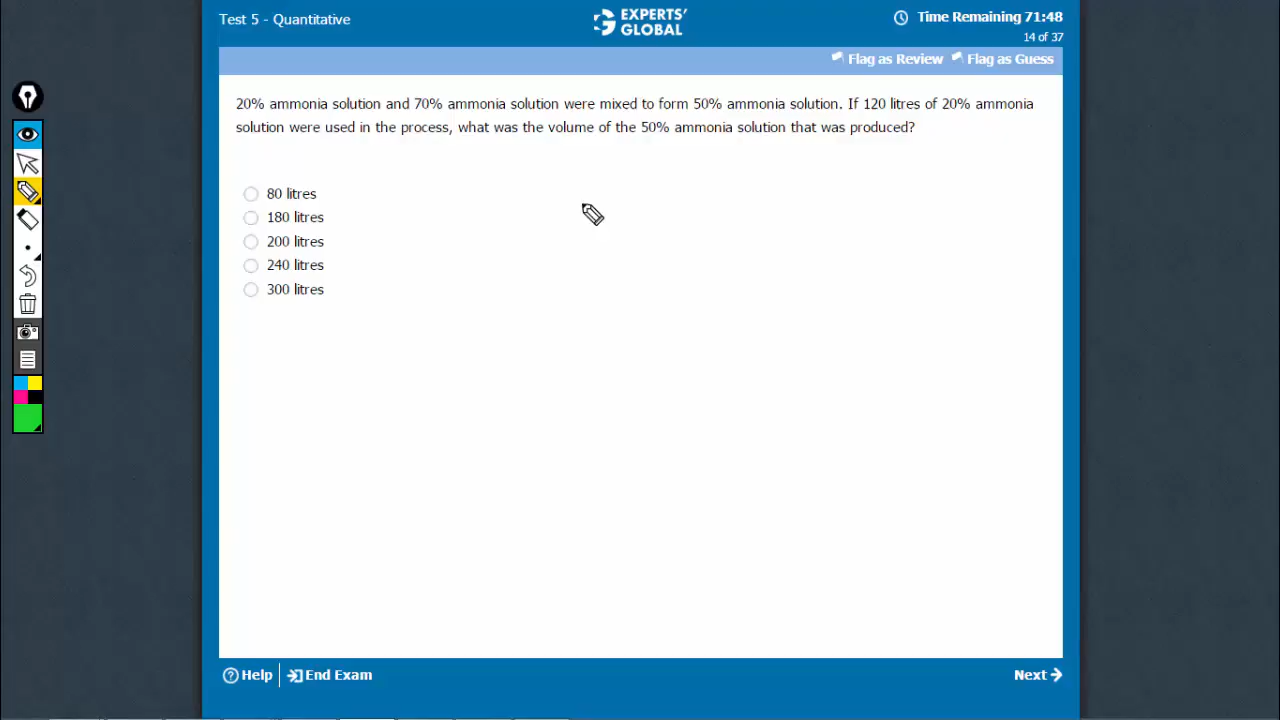 Test 5 - Quantitative
EXPERTS'
GLOBAL
Time Remaining 71:48
14 of 37
Flag as Review
Flag as Guess
20% ammonia solution and 70% ammonia solution were mixed to form 50% ammonia solution. If 120 litres of 20% ammonia
solution were used in the process, what was the volume of the 50% ammonia solution that was produced?
80 litres
180 litres
200 litres
240 litres
300 litres
Help
End Exam
Next